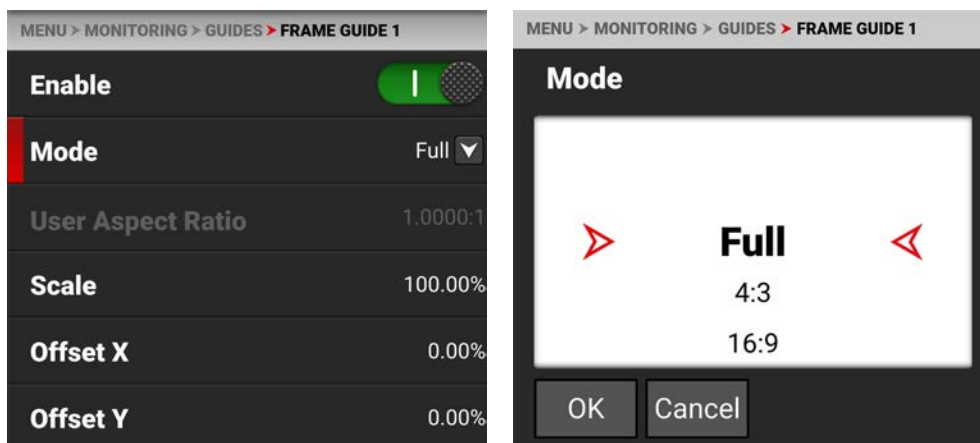 MENU > MONITORING > GUIDES > FRAME GUIDE 1
Enable
Mode Full
User Aspect Ratio 1.0000:1
Scale 100.00%
Offset X 0.00%
Offset Y 0.00%
MENU > MONITORING > GUIDES > FRAME GUIDE 1
Mode
Full
4:3
16:9
OK Cancel